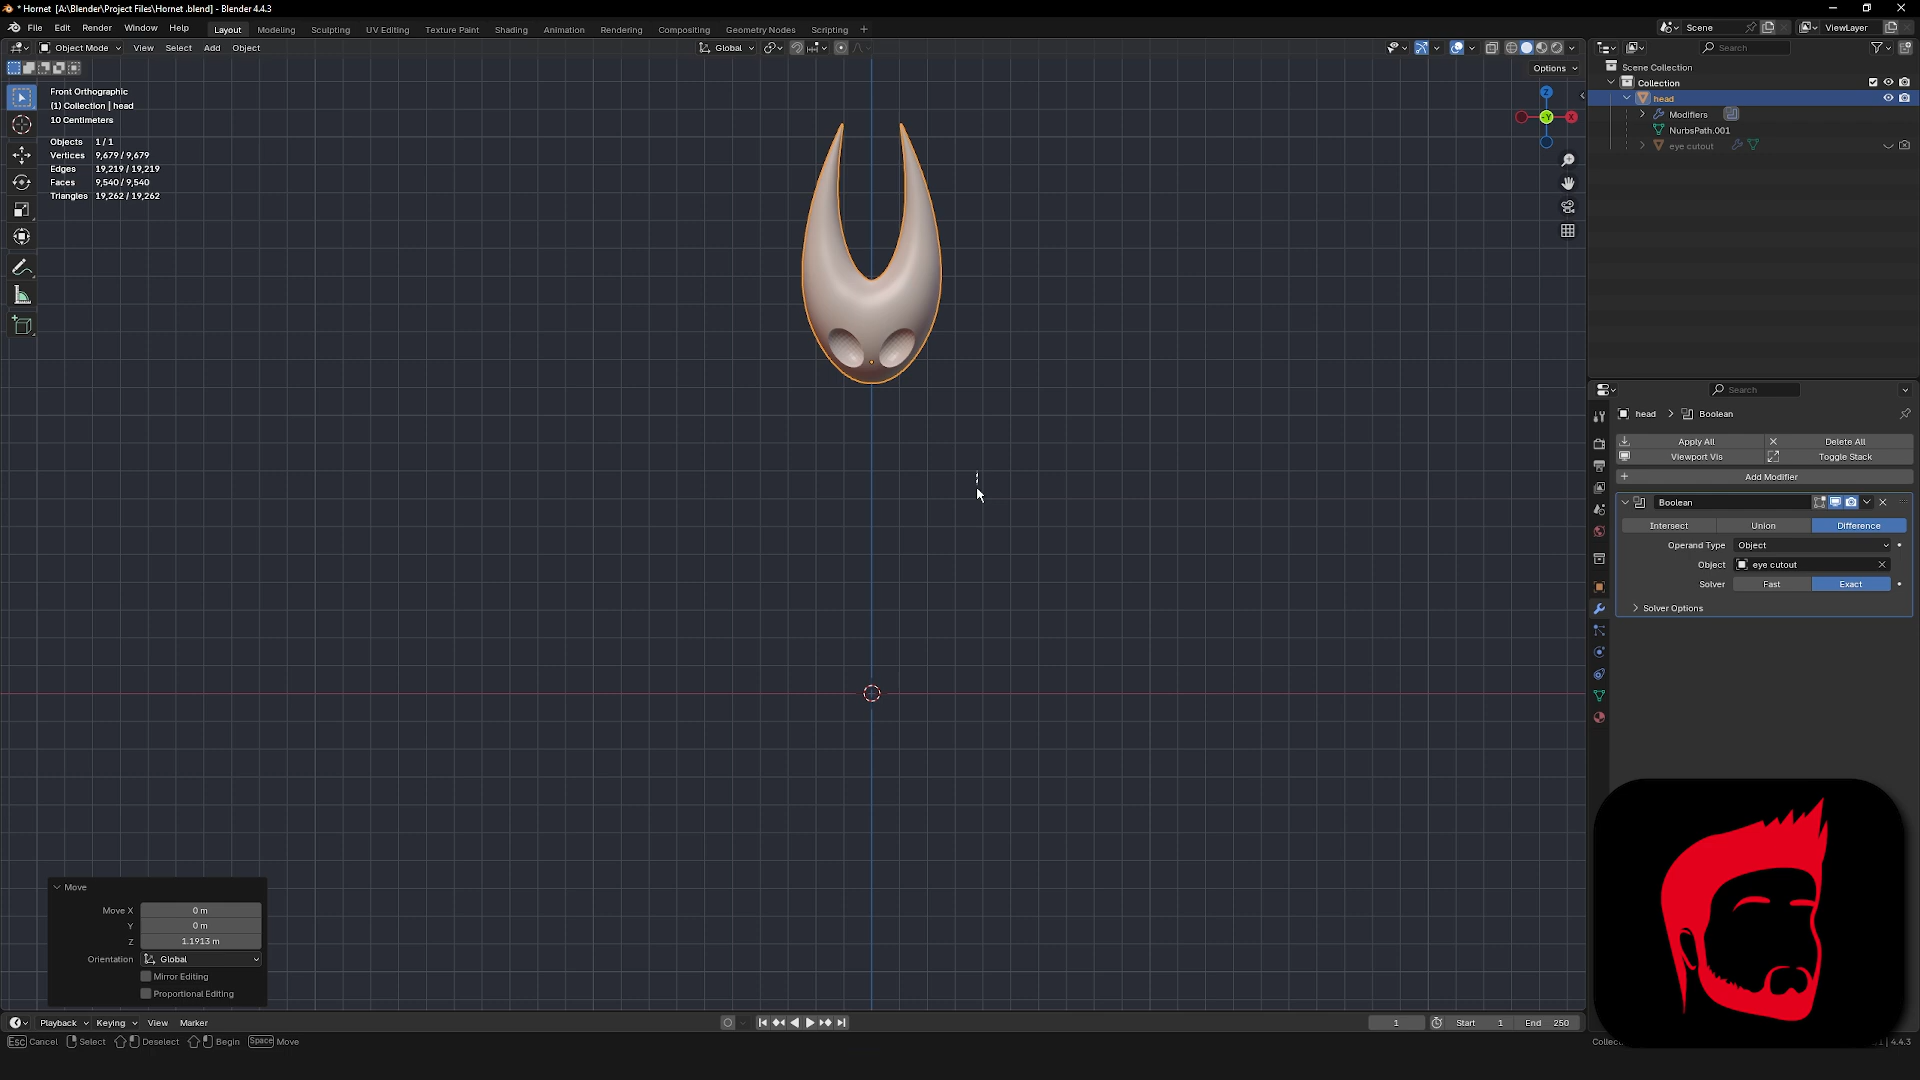 * Hornet [A:\Blender\Project Files\Hornet .blend] - Blender 4.4.3
File Edit Render Window Help Layout Modeling Sculpting UV Editing Texture Paint Shading Animation Rendering Compositing Geometry Nodes Scripting + Scene ViewLayer
Object Mode View Select Add Object Global Search
Options
Front Orthographic
(1) Collection | head
10 Centimeters
Objects 1 / 1
Vertices 9,679 / 9,679
Edges 19,219 / 19,219
Faces 9,540 / 9,540
Triangles 19,262 / 19,262
Z
-Y
X
Scene Collection
Collection
head
Modifiers
NurbsPath.001
eye cutout
Search
head > Boolean
Apply All Delete All
Viewport Vis Toggle Stack
Add Modifier
Boolean
Intersect Union Difference
Operand Type Object
Object eye cutout
Solver Fast Exact
Solver Options
Move
Move X 0 m
Y 0 m
Z 1.1913 m
Orientation Global
Mirror Editing
Proportional Editing
Playback Keying View Marker 1 Start 1 End 250
Esc Cancel Select Deselect Begin Space Move 4.4.3